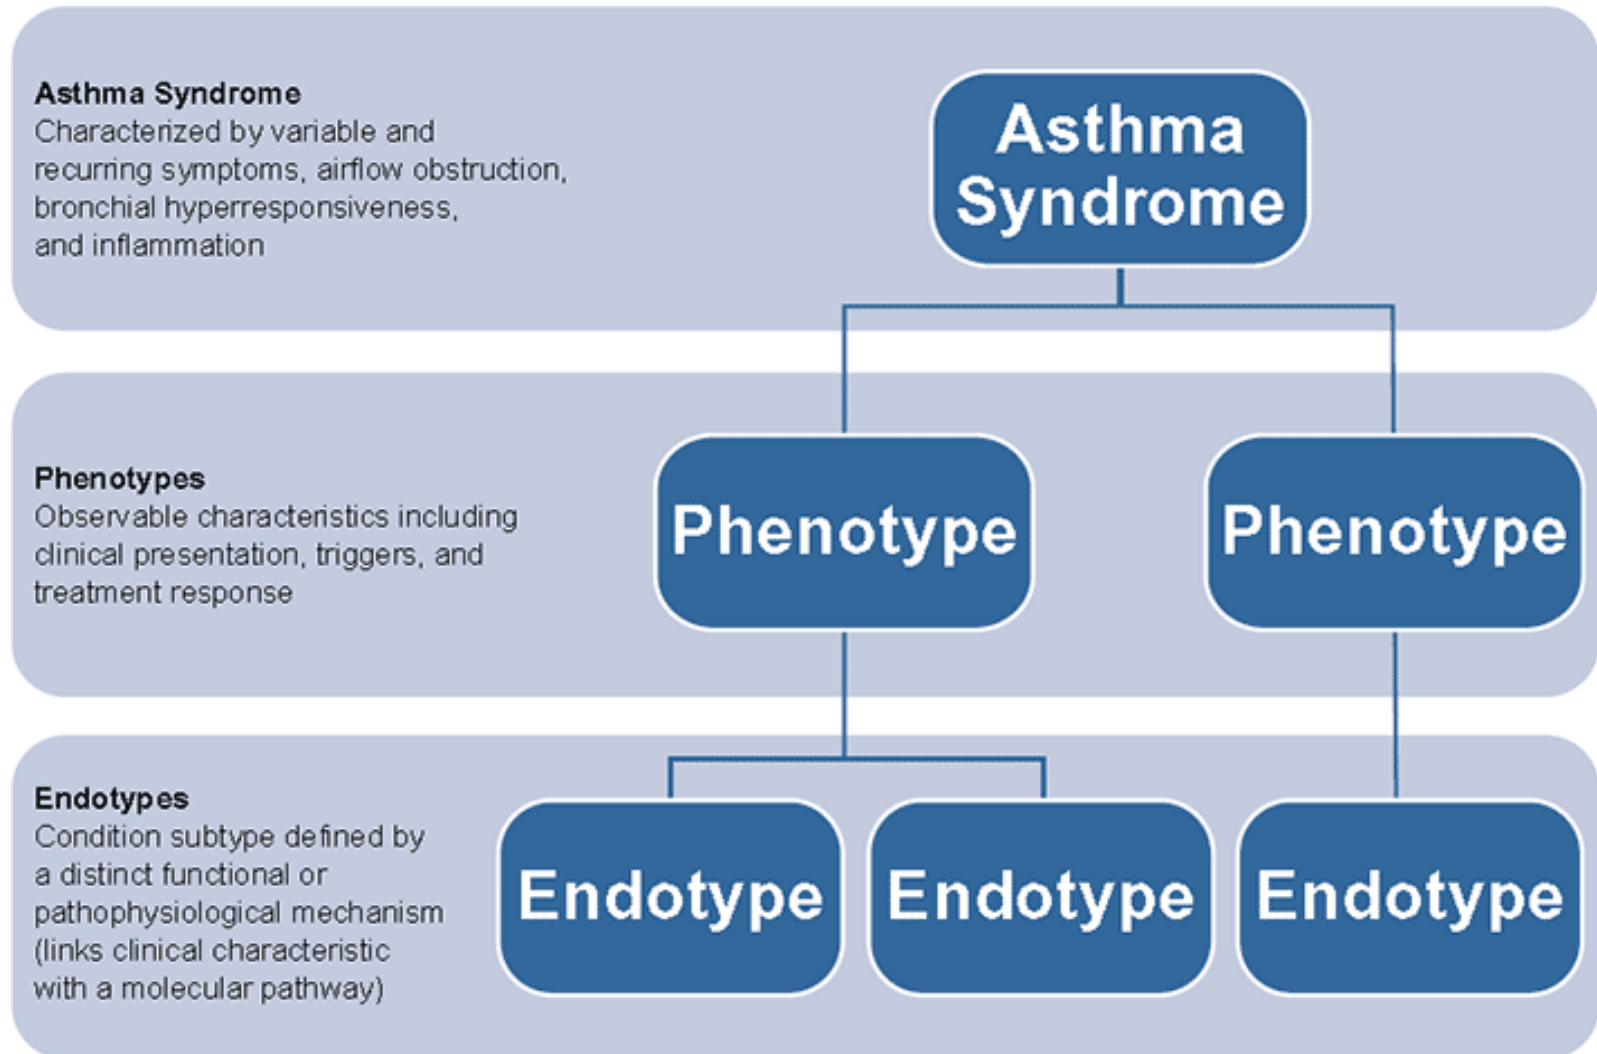 Asthma Syndrome
Characterized by variable and
recurring symptoms, airflow obstruction,
bronchial hyperresponsiveness,
and inflammation
Asthma
Syndrome
Phenotypes
Observable characteristics including
clinical presentation, triggers, and
treatment response
Phenotype
Phenotype
Endotypes
Condition subtype defined by
a distinct functional or
pathophysiological mechanism
(links clinical characteristic
with a molecular pathway)
Endotype
Endotype
Endotype